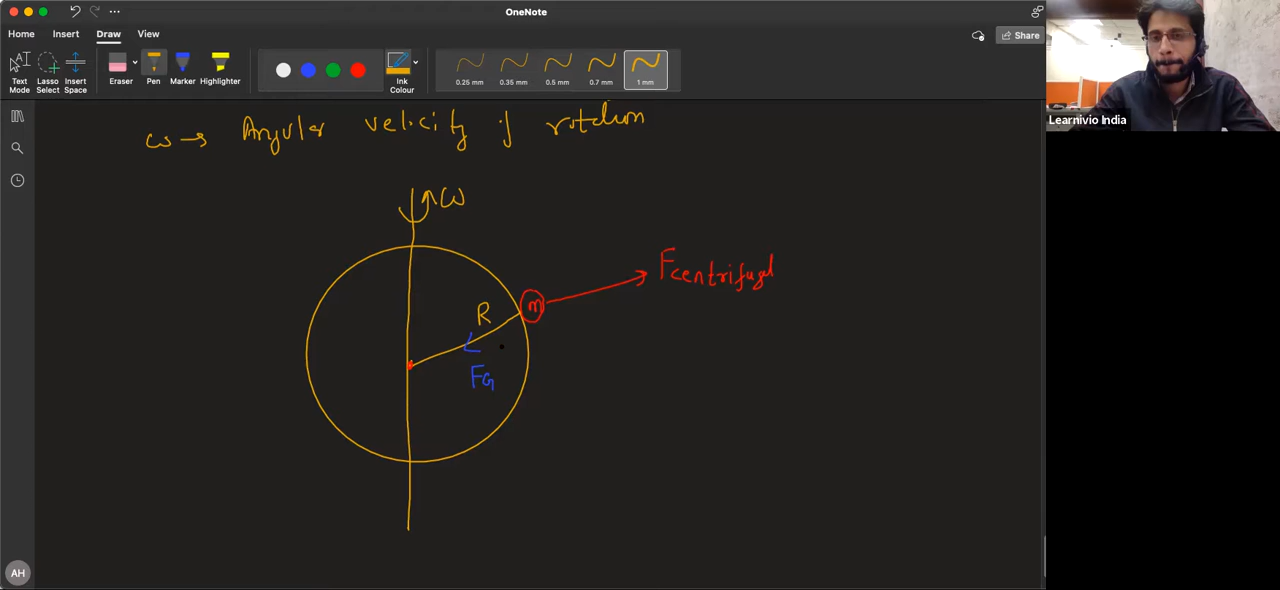 OneNote
Home Insert Draw View
Share
Text Mode
Lasso Select
Insert Space
Eraser
Pen
Marker
Highlighter
Ink Colour
0.25 mm
0.35 mm
0.5 mm
0.7 mm
1 mm
Learnivio India
ω → Angular velocity of rotation
ω
Fcentrifugal
m
R
FG
AH